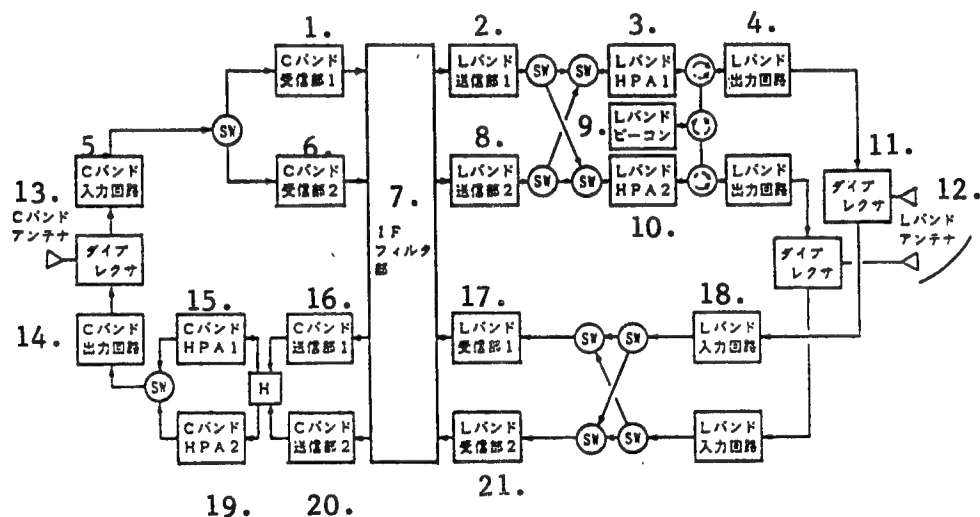 1.
2.
3.
4.
Cバンド
受信部1
Lバンド
送信部1
SW
SW
Lバンド
HPA1
Lバンド
出力回路
SW
5.
6.
7.
8.
9.
Lバンド
ビーコン
11.
Cバンド
入力回路
Cバンド
受信部2
Lバンド
送信部2
SW
SW
Lバンド
HPA2
Lバンド
出力回路
ダイプ
レクサ
12.
13.
Cバンド
アンテナ
ダイプ
レクサ
IF
フィルタ
部
10.
Lバンド
アンテナ
ダイプ
レクサ
14.
15.
16.
17.
18.
Cバンド
出力回路
Cバンド
HPA1
Cバンド
送信部1
Lバンド
受信部1
SW
SW
Lバンド
入力回路
SW
H
Cバンド
HPA2
Cバンド
送信部2
Lバンド
受信部2
SW
SW
Lバンド
入力回路
19.
20.
21.